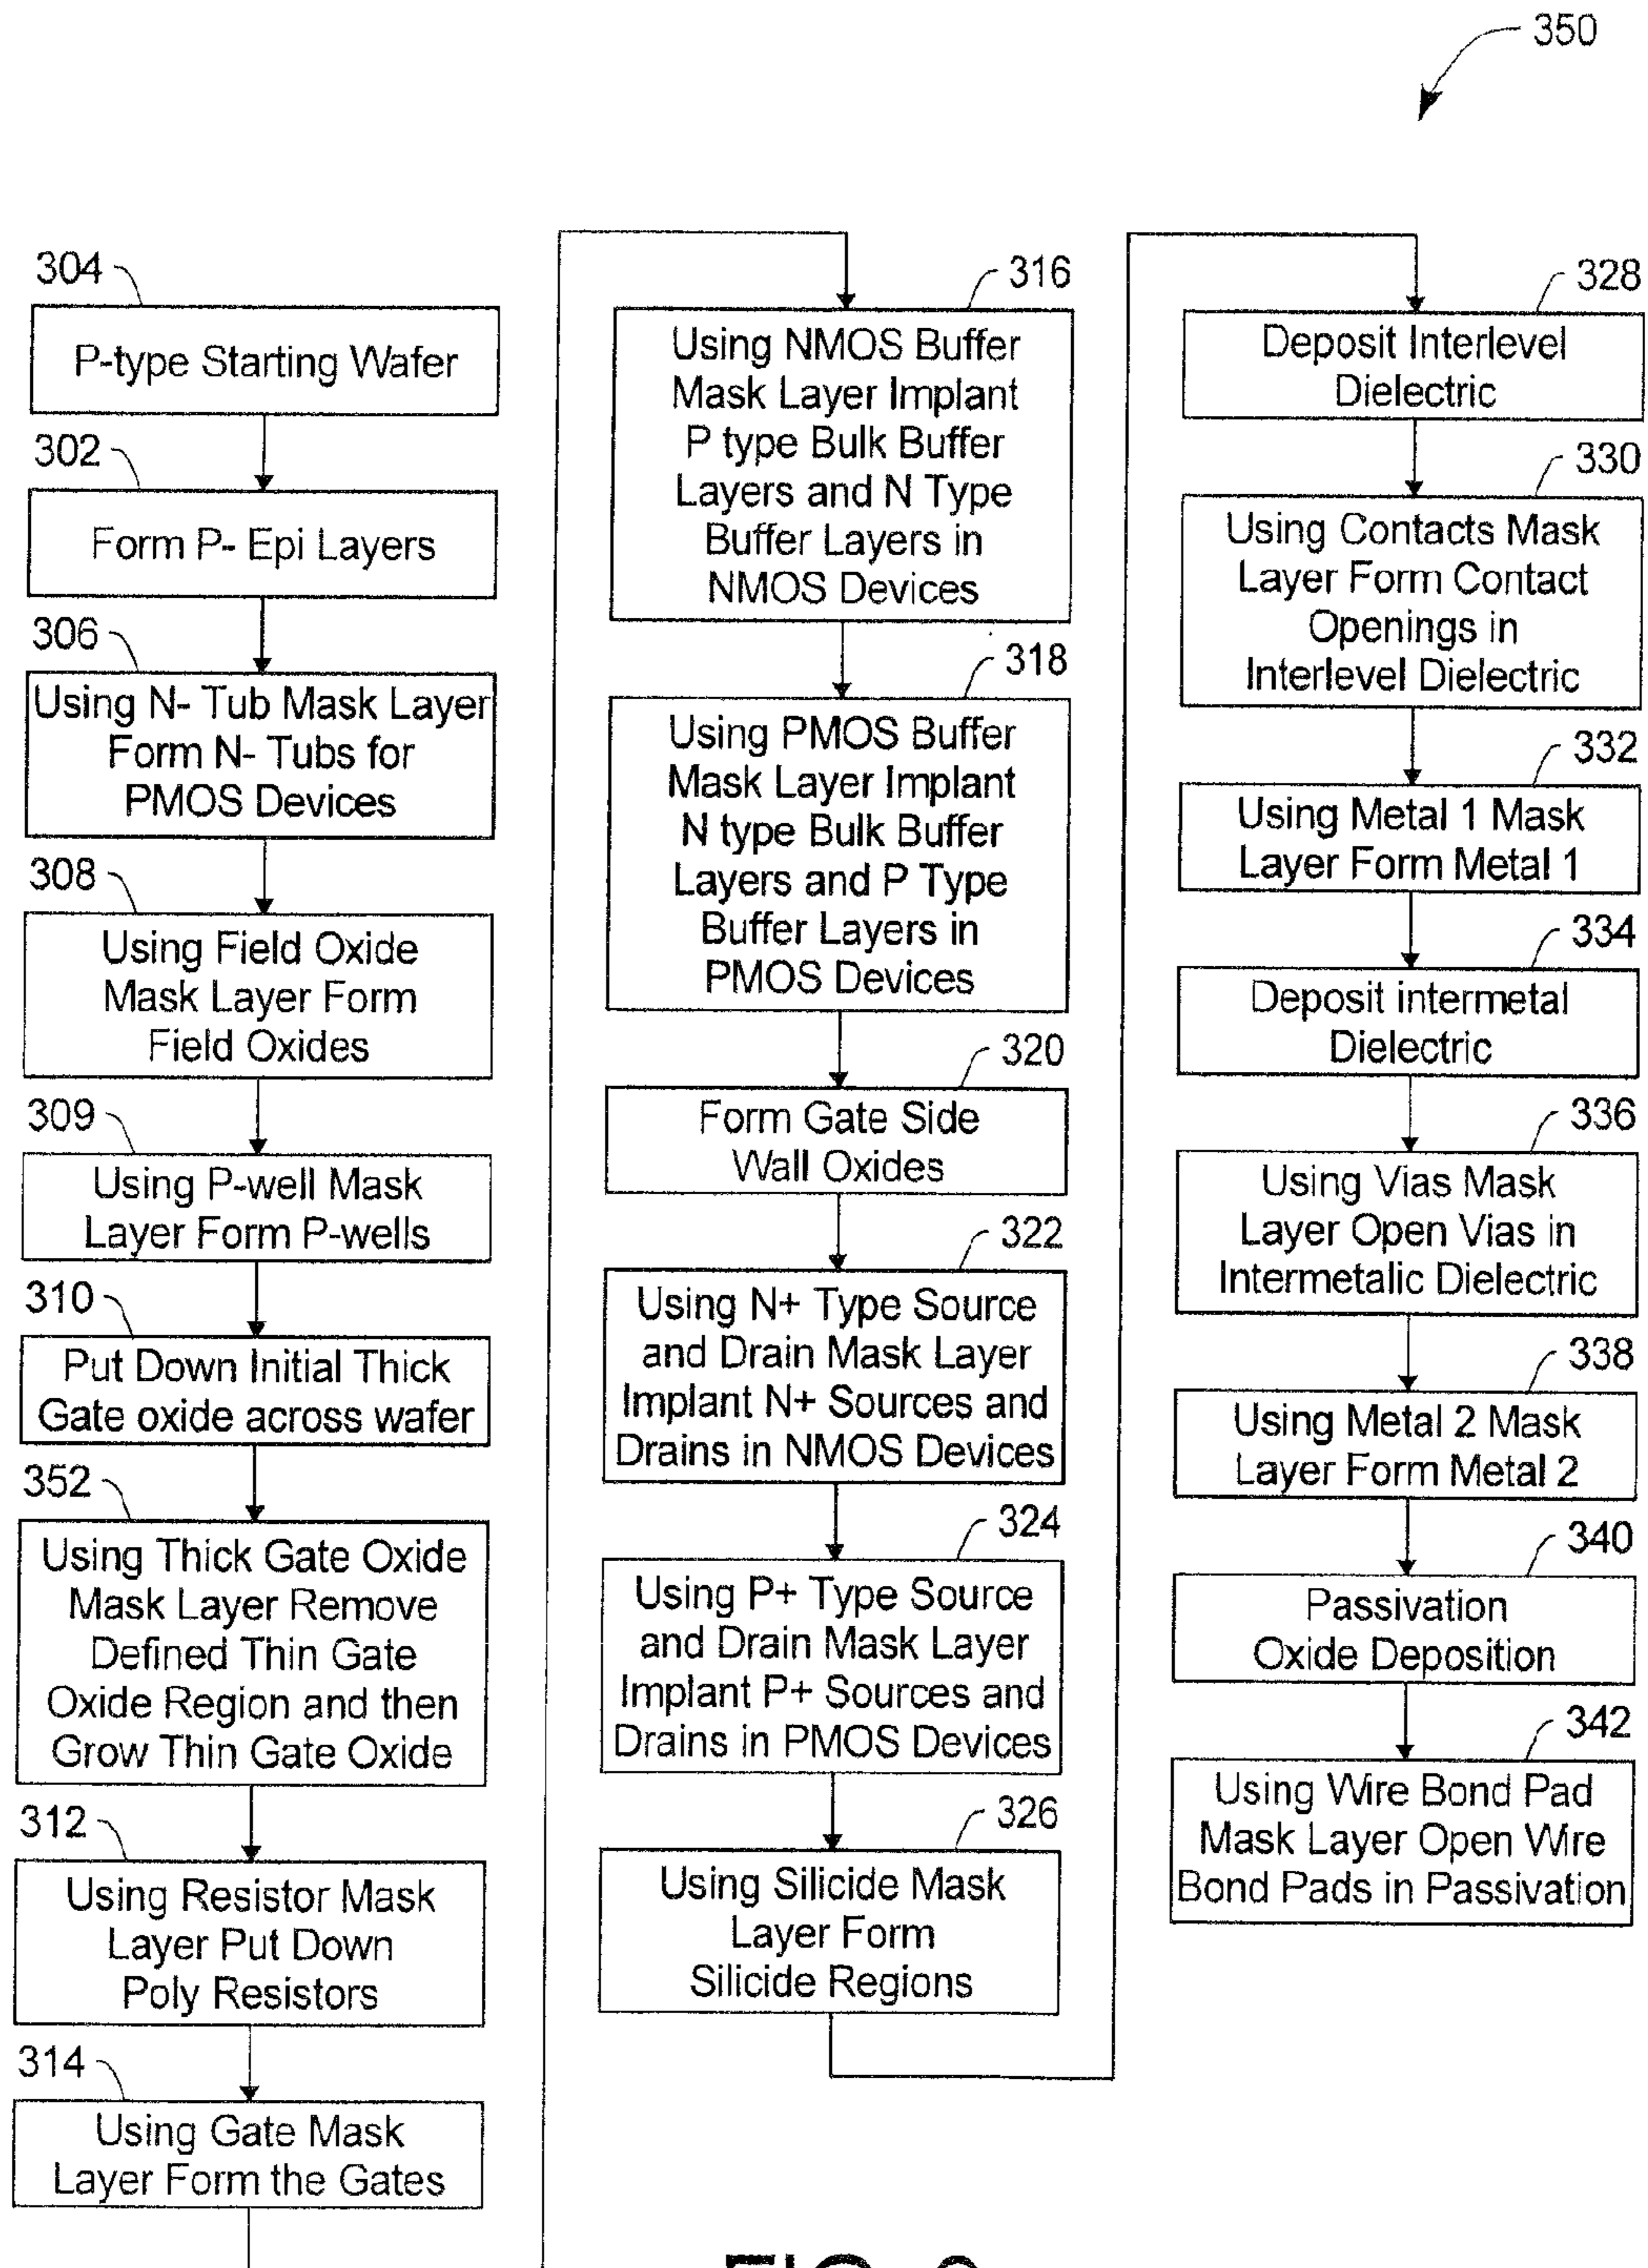 350
304
P-type Starting Wafer
302
Form P- Epi Layers
306
Using N- Tub Mask Layer
Form N- Tubs for
PMOS Devices
308
Using Field Oxide
Mask Layer Form
Field Oxides
309
Using P-well Mask
Layer Form P-wells
310
Put Down Initial Thick
Gate oxide across wafer
352
Using Thick Gate Oxide
Mask Layer Remove
Defined Thin Gate
Oxide Region and then
Grow Thin Gate Oxide
312
Using Resistor Mask
Layer Put Down
Poly Resistors
314
Using Gate Mask
Layer Form the Gates
316
Using NMOS Buffer
Mask Layer Implant
P type Bulk Buffer
Layers and N Type
Buffer Layers in
NMOS Devices
318
Using PMOS Buffer
Mask Layer Implant
N type Bulk Buffer
Layers and P Type
Buffer Layers in
PMOS Devices
320
Form Gate Side
Wall Oxides
322
Using N+ Type Source
and Drain Mask Layer
Implant N+ Sources and
Drains in NMOS Devices
324
Using P+ Type Source
and Drain Mask Layer
Implant P+ Sources and
Drains in PMOS Devices
326
Using Silicide Mask
Layer Form
Silicide Regions
328
Deposit Interlevel
Dielectric
330
Using Contacts Mask
Layer Form Contact
Openings in
Interlevel Dielectric
332
Using Metal 1 Mask
Layer Form Metal 1
334
Deposit intermetal
Dielectric
336
Using Vias Mask
Layer Open Vias in
Intermetalic Dielectric
338
Using Metal 2 Mask
Layer Form Metal 2
340
Passivation
Oxide Deposition
342
Using Wire Bond Pad
Mask Layer Open Wire
Bond Pads in Passivation
FIG.